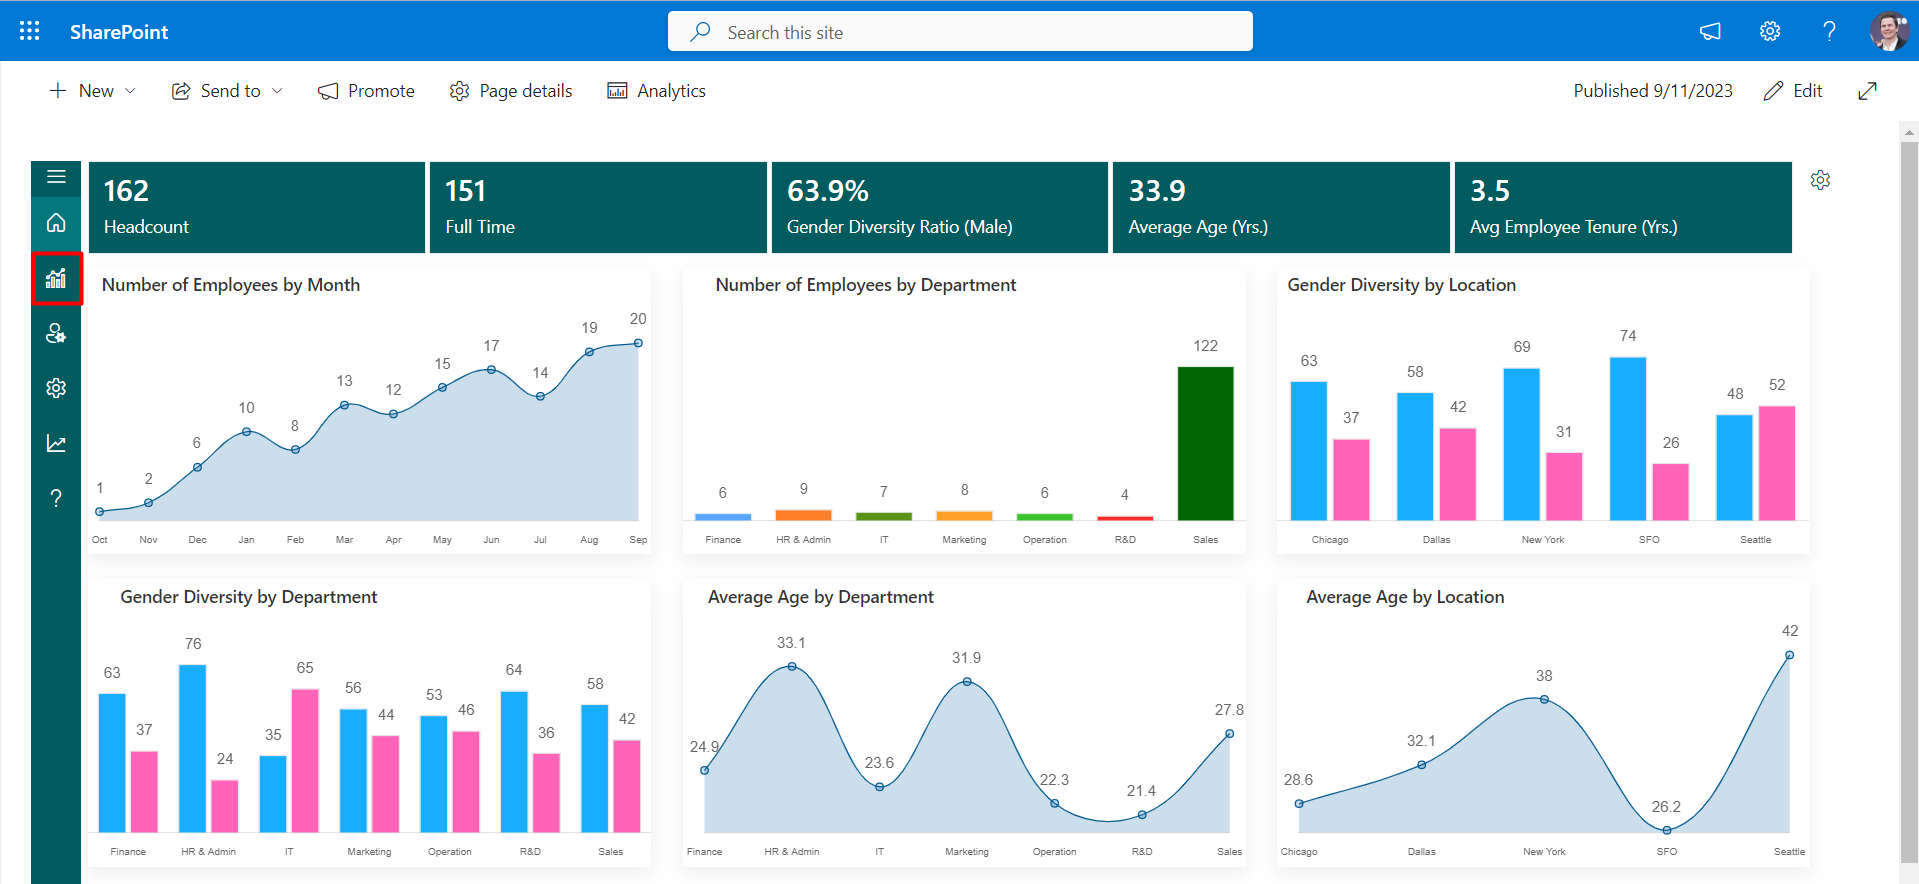 SharePoint
Search this site
?
New
Send to
Promote
Page details
Analytics
Published 9/11/2023
Edit
162
Headcount
151
Full Time
63.9%
Gender Diversity Ratio (Male)
33.9
Average Age (Yrs.)
3.5
Avg Employee Tenure (Yrs.)
?
Number of Employees by Month
1 2 6 10 8 13 12 15 17 14 19 20
Oct Nov Dec Jan Feb Mar Apr May Jun Jul Aug Sep
Number of Employees by Department
6 9 7 8 6 4 122
Finance HR & Admin IT Marketing Operation R&D Sales
Gender Diversity by Location
63 37 58 42 69 31 74 26 48 52
Chicago Dallas New York SFO Seattle
Gender Diversity by Department
63 37 76 24 35 65 56 44 53 46 64 36 58 42
Finance HR & Admin IT Marketing Operation R&D Sales
Average Age by Department
24.9 33.1 23.6 31.9 22.3 21.4 27.8
Finance HR & Admin IT Marketing Operation R&D Sales
Average Age by Location
28.6 32.1 38 26.2 42
Chicago Dallas New York SFO Seattle